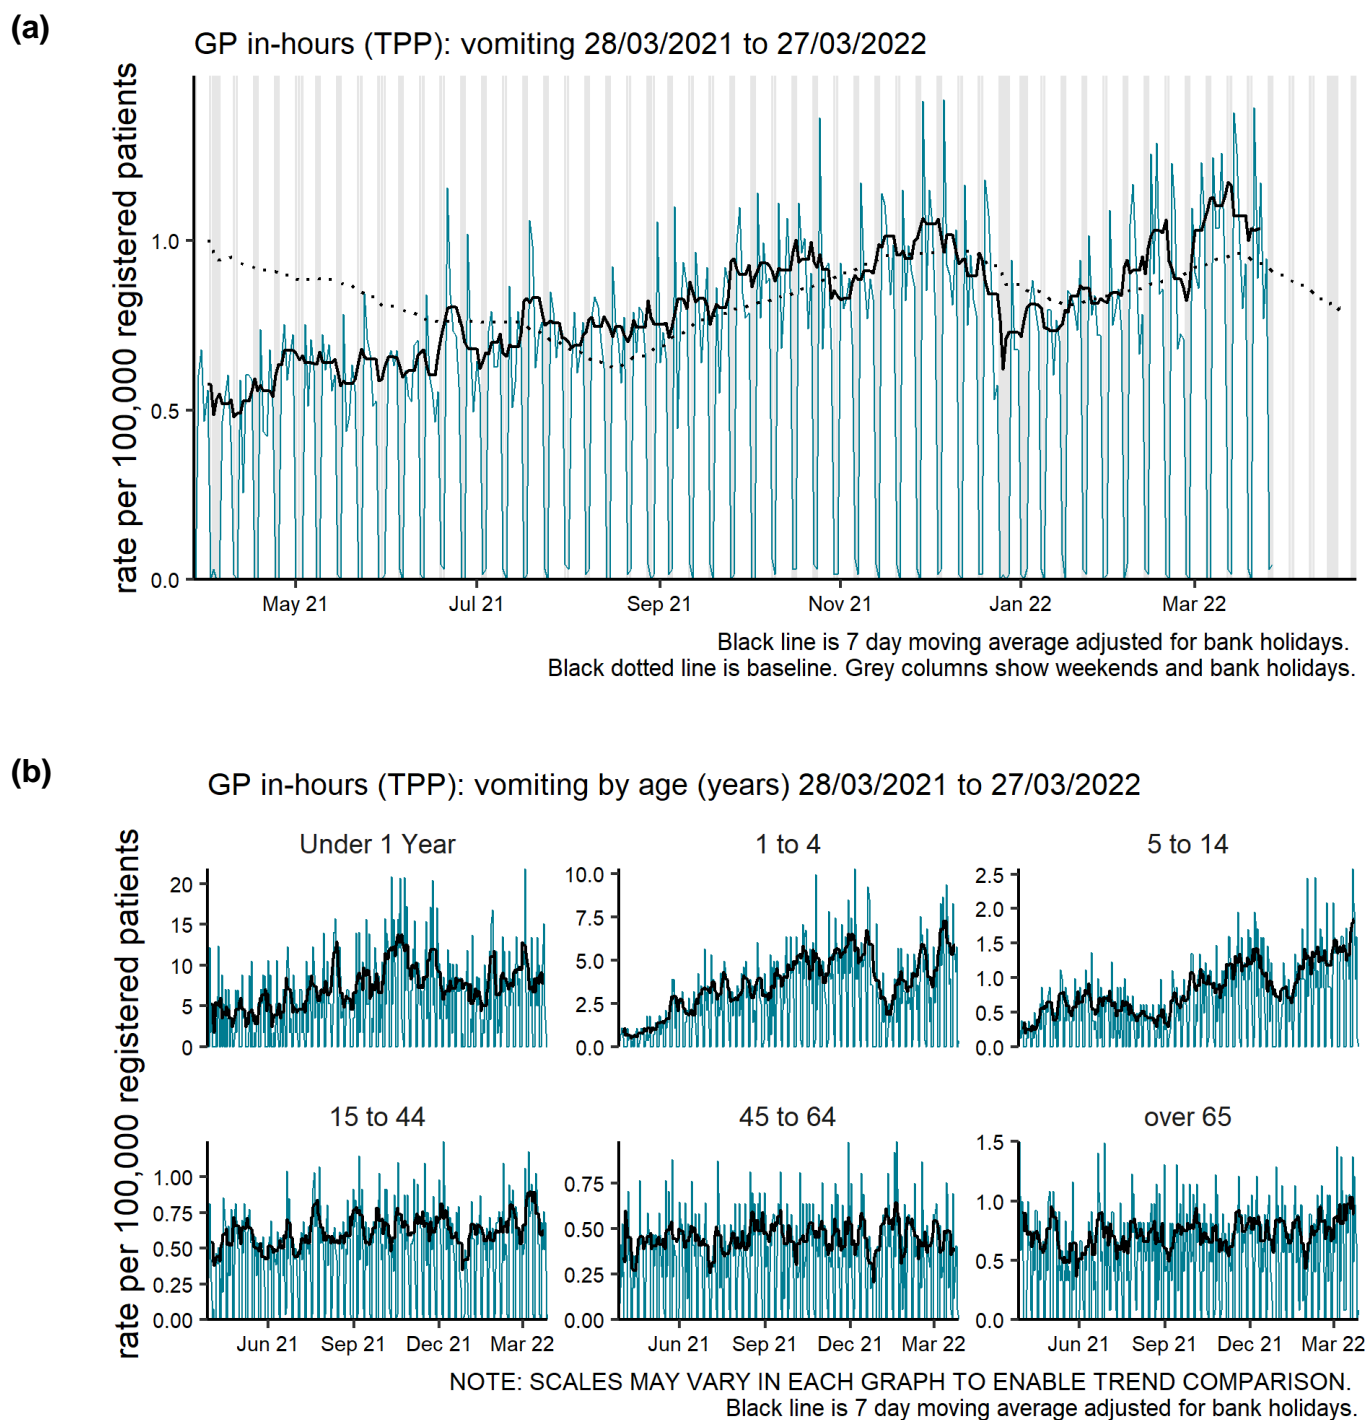 (a)
GP in-hours (TPP): vomiting 28/03/2021 to 27/03/2022
rate per 100,000 registered patients
1.0
0.5
0.0
May 21 Jul 21 Sep 21 Nov 21 Jan 22 Mar 22
Black line is 7 day moving average adjusted for bank holidays.
Black dotted line is baseline. Grey columns show weekends and bank holidays.
(b)
GP in-hours (TPP): vomiting by age (years) 28/03/2021 to 27/03/2022
rate per 100,000 registered patients
Under 1 Year
20
15
10
5
0
1 to 4
10.0
7.5
5.0
2.5
0.0
5 to 14
2.5
2.0
1.5
1.0
0.5
0.0
15 to 44
1.00
0.75
0.50
0.25
0.00
Jun 21 Sep 21 Dec 21 Mar 22
45 to 64
0.75
0.50
0.25
0.00
Jun 21 Sep 21 Dec 21 Mar 22
over 65
1.5
1.0
0.5
0.0
Jun 21 Sep 21 Dec 21 Mar 22
NOTE: SCALES MAY VARY IN EACH GRAPH TO ENABLE TREND COMPARISON.
Black line is 7 day moving average adjusted for bank holidays.